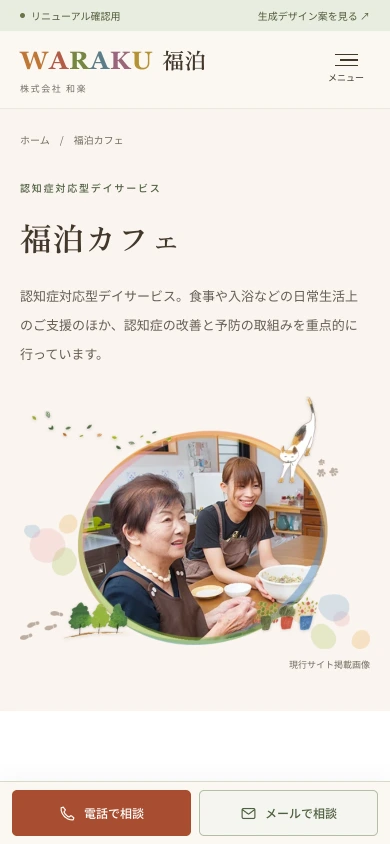 リニューアル確認用
生成デザイン案を見る ↗
WARAKU 福泊
株式会社 和楽
メニュー
ホーム / 福泊カフェ
認知症対応型デイサービス
福泊カフェ
認知症対応型デイサービス。食事や入浴などの日常生活上
のご支援のほか、認知症の改善と予防の取組みを重点的に
行っています。
現行サイト掲載画像
電話で相談
メールで相談